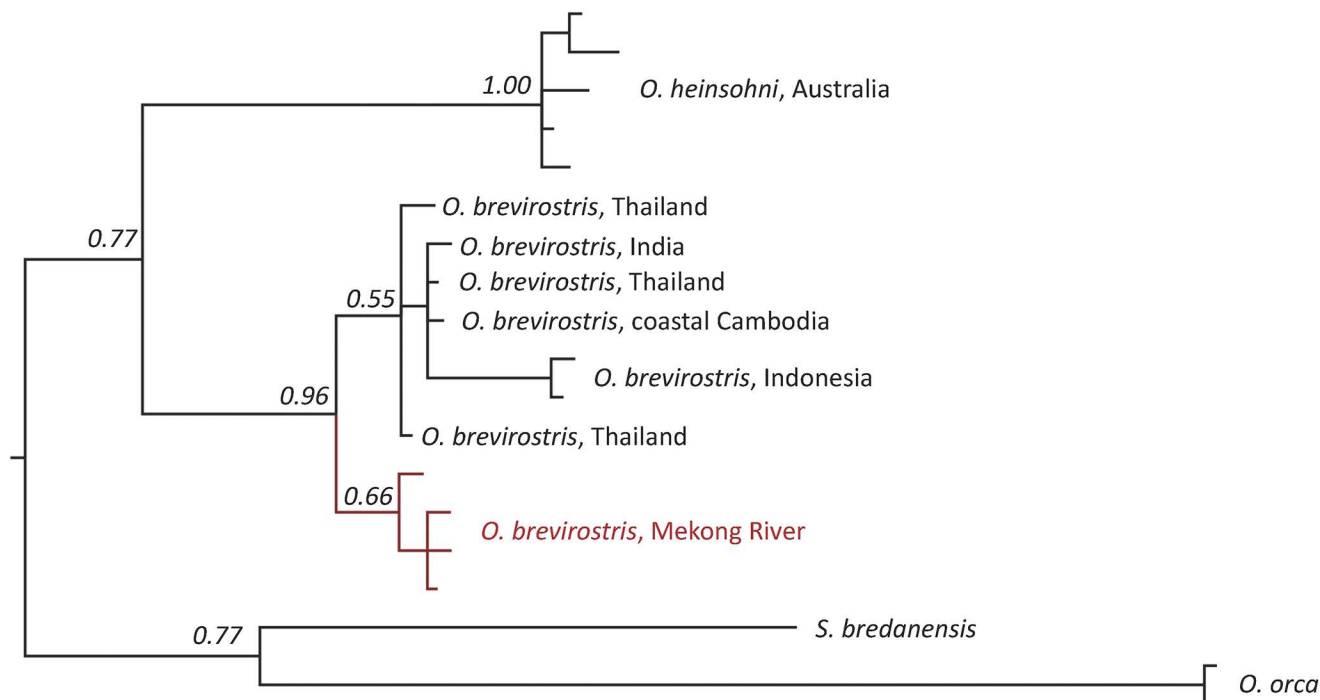 1.00
O. heinsohni, Australia
O. brevirostris, Thailand
0.77
O. brevirostris, India
O. brevirostris, Thailand
0.55
O. brevirostris, coastal Cambodia
O. brevirostris, Indonesia
0.96
O. brevirostris, Thailand
0.66
O. brevirostris, Mekong River
0.77
S. bredanensis
O. orca